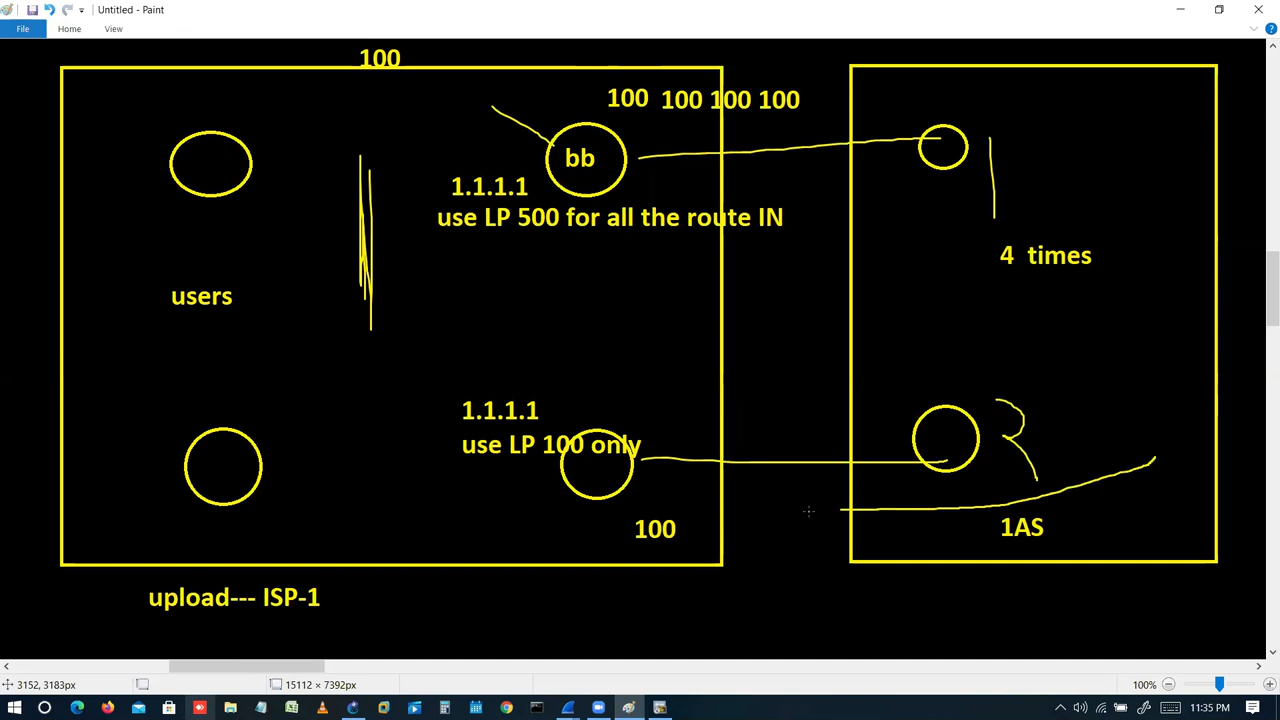 Untitled - Paint
File Home View
100
100 100 100 100
bb
1.1.1.1
use LP 500 for all the route IN
4 times
users
1.1.1.1
use LP 100 only
100
1AS
upload--- ISP-1
3152, 3183px
15112 × 7392px
100%
11:35 PM